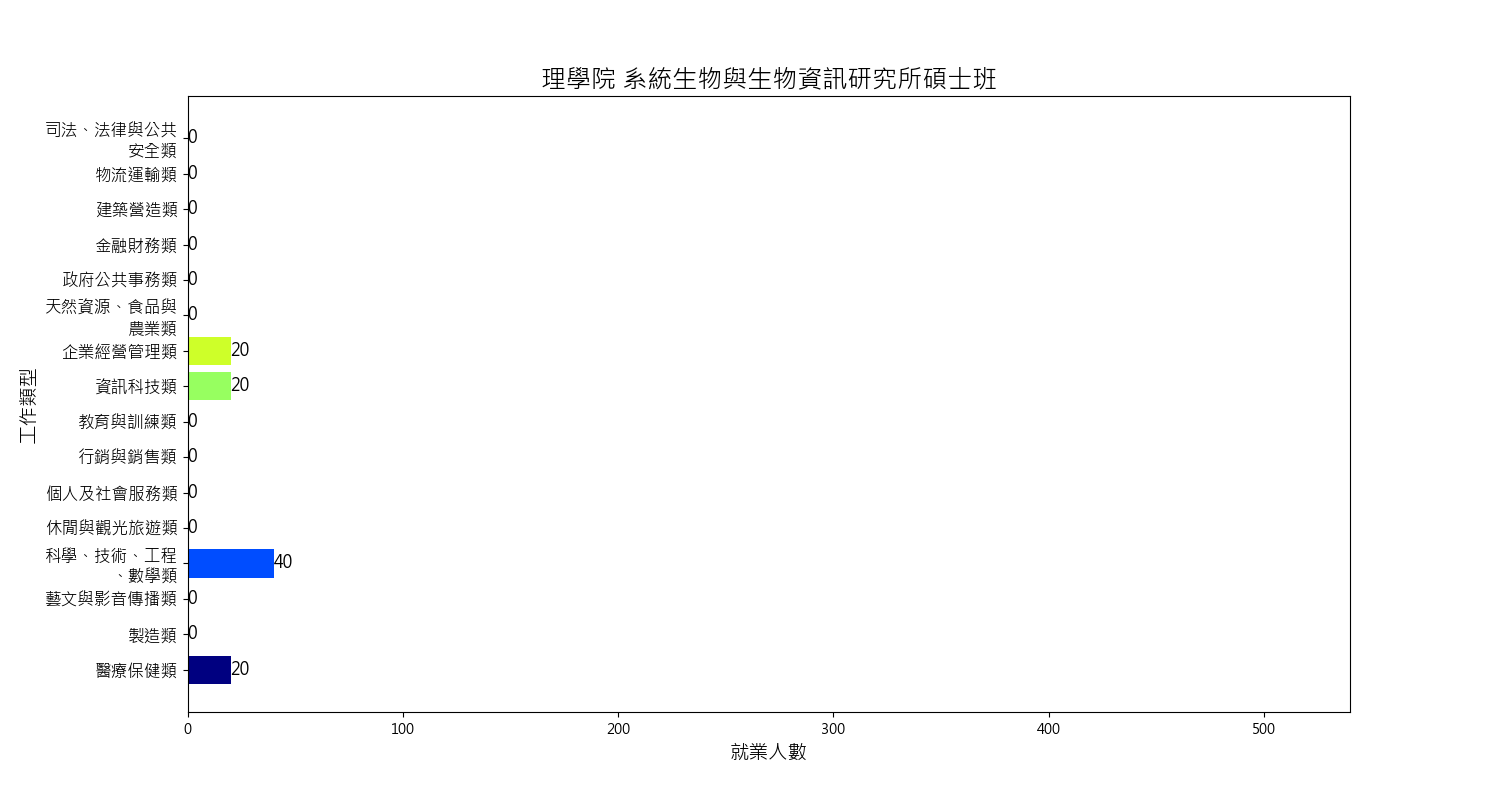 理學院 系統生物與生物資訊研究所碩士班
工作類型
司法、法律與公共
安全類
0
物流運輸類
0
建築營造類
0
金融財務類
0
政府公共事務類
0
天然資源、食品與
農業類
0
企業經營管理類
20
資訊科技類
20
教育與訓練類
0
行銷與銷售類
0
個人及社會服務類
0
休閒與觀光旅遊類
0
科學、技術、工程
、數學類
40
藝文與影音傳播類
0
製造類
0
醫療保健類
20
0 100 200 300 400 500
就業人數